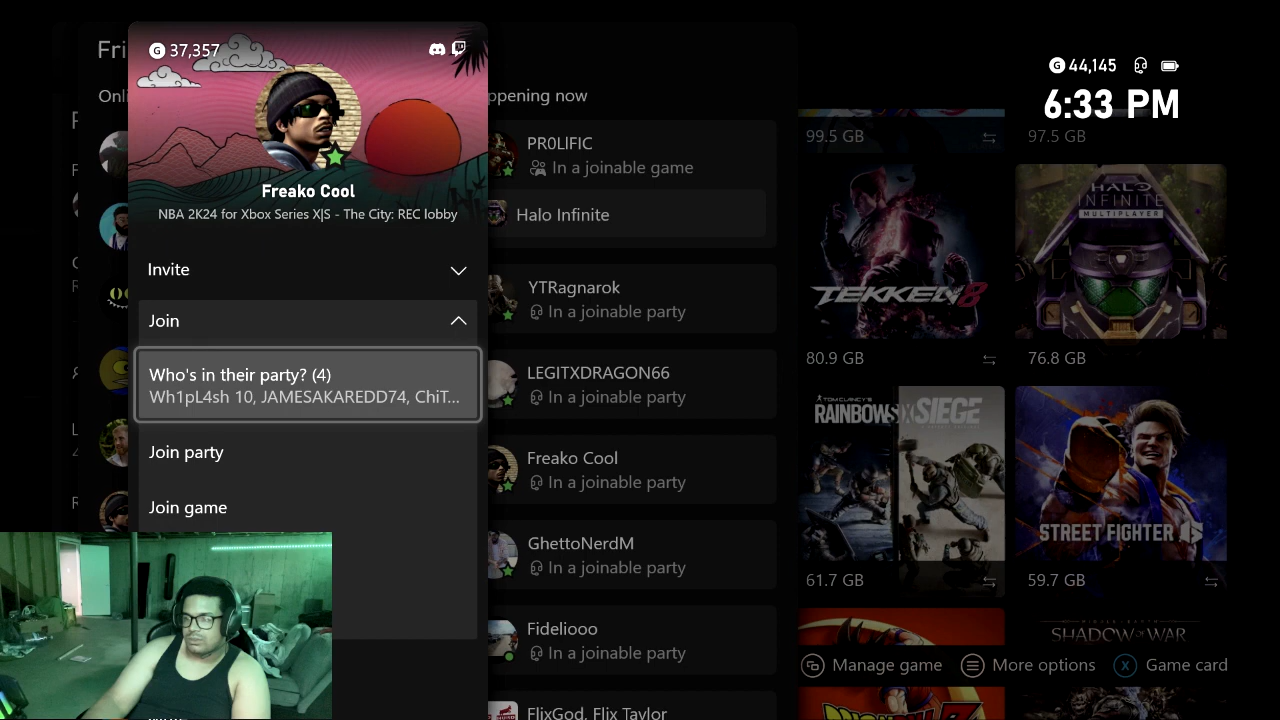 Fri
Onli
G 37,357
Freako Cool
NBA 2K24 for Xbox Series X|S - The City: REC lobby
Invite
Join
Who's in their party? (4)
Wh1pL4sh 10, JAMESAKAREDD74, ChiT...
Join party
Join game
ppening now
PR0LIFIC
In a joinable game
Halo Infinite
YTRagnarok
In a joinable party
LEGITXDRAGON66
In a joinable party
Freako Cool
In a joinable party
GhettoNerdM
In a joinable party
Fideliooo
In a joinable party
FlixGod, Flix Taylor
G 44,145
6:33 PM
99.5 GB
97.5 GB
TEKKEN 8
80.9 GB
HALO
INFINITE
MULTIPLAYER
76.8 GB
TOM CLANCY'S
RAINBOW SIX SIEGE
61.7 GB
STREET FIGHTER 6
59.7 GB
SHADOW OF WAR
Manage game
More options
X Game card